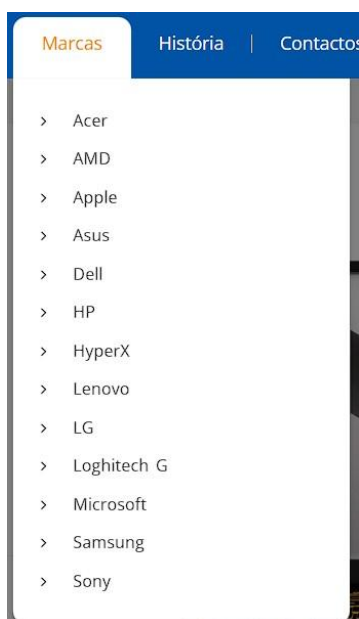 Marcas História | Contactos
> Acer
> AMD
> Apple
> Asus
> Dell
> HP
> HyperX
> Lenovo
> LG
> Loghitech G
> Microsoft
> Samsung
> Sony